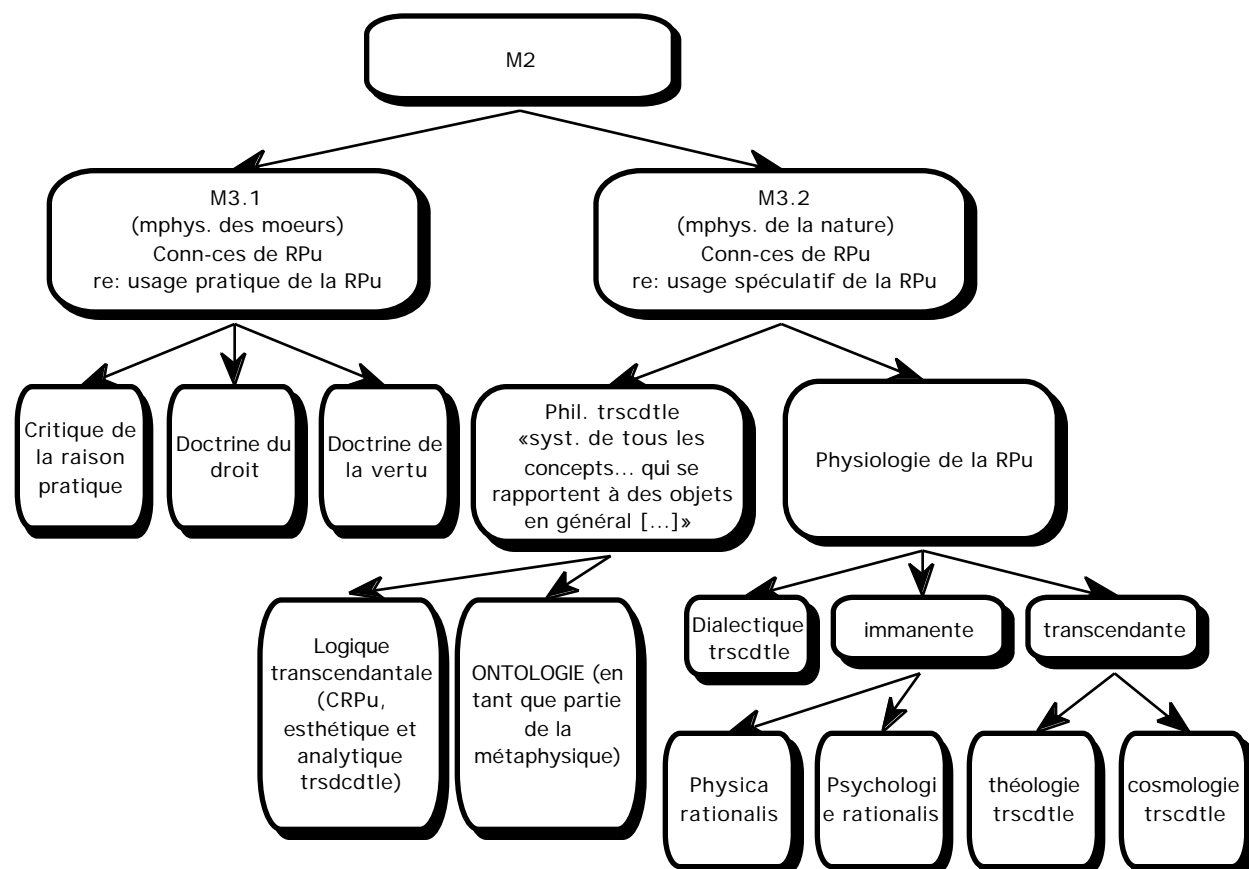 M2
M3.1
(mphys. des moeurs)
Conn-ces de RPu
re: usage pratique de la RPu
M3.2
(mphys. de la nature)
Conn-ces de RPu
re: usage spéculatif de la RPu
Critique de
la raison
pratique
Doctrine du
droit
Doctrine de
la vertu
Phil. trscdtle
«syst. de tous les
concepts... qui se
rapportent à des objets
en général [...]»
Physiologie de la RPu
Logique
transcendantale
(CRPu,
esthétique et
analytique
trsdcdtle)
ONTOLOGIE (en
tant que partie
de la
métaphysique)
Dialectique
trscdtle
immanente
transcendante
Physica
rationalis
Psychologi
e rationalis
théologie
trscdtle
cosmologie
trscdtle